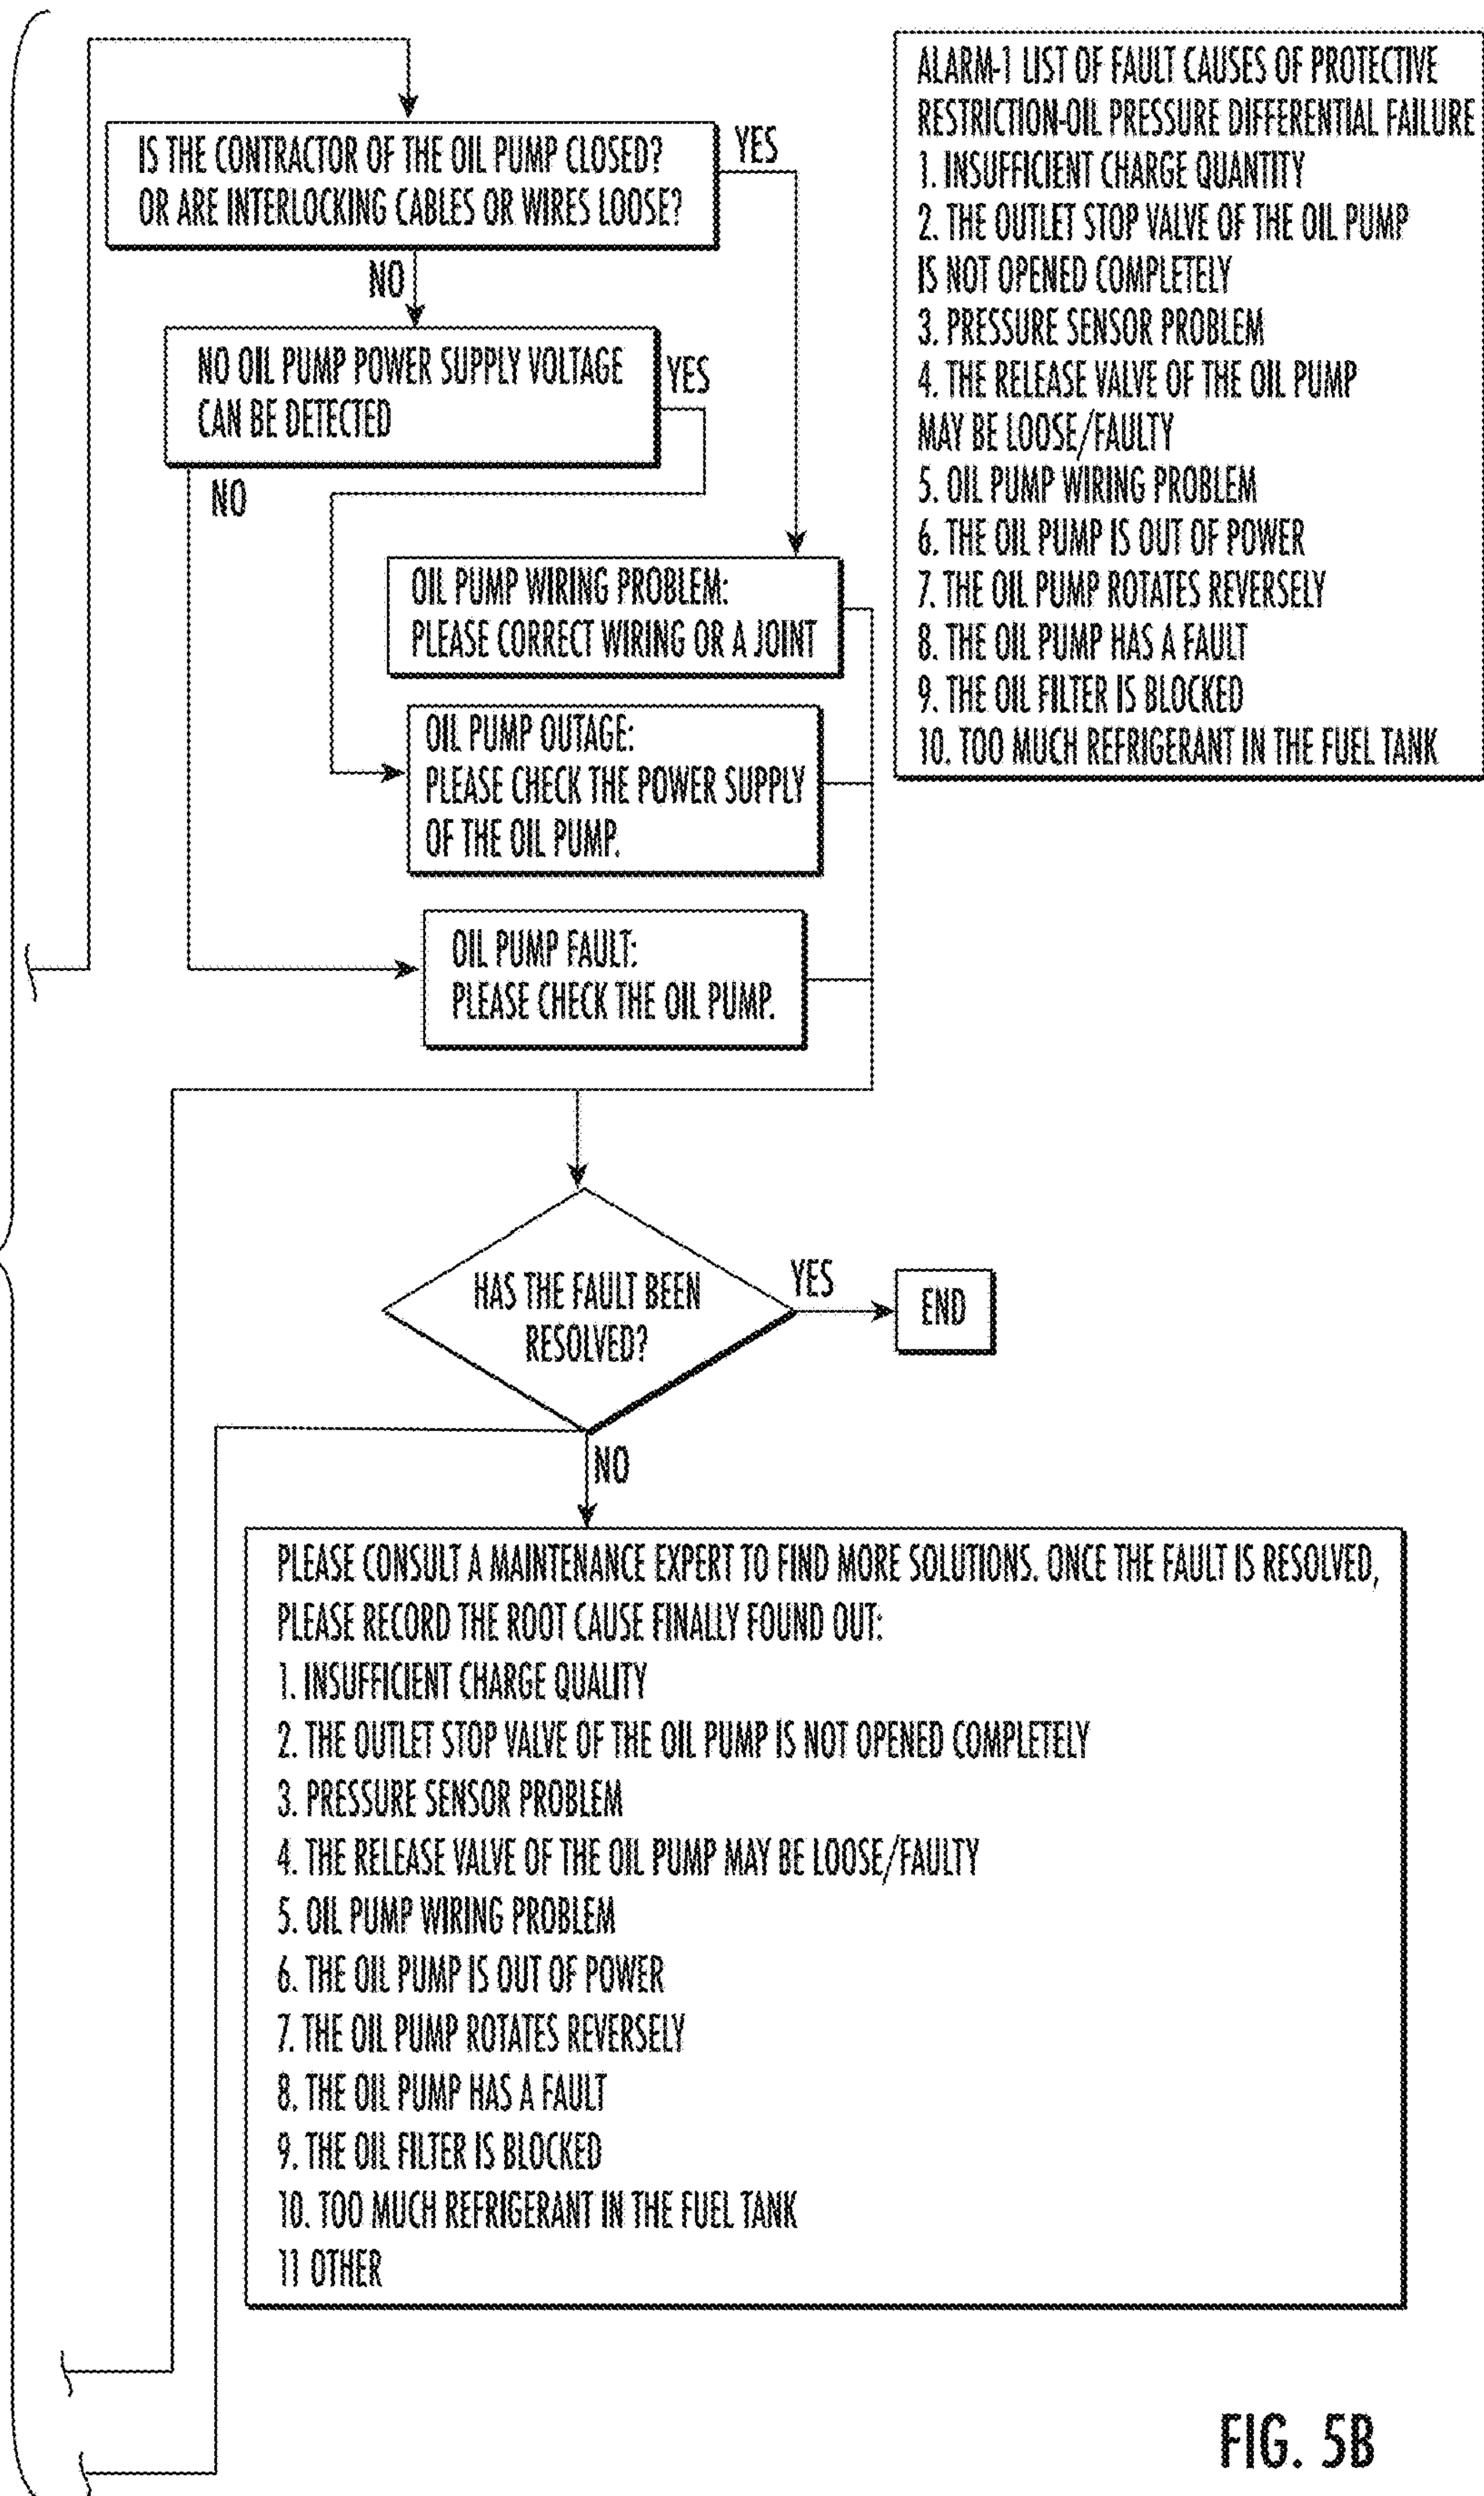 IS THE CONTRACTOR OF THE OIL PUMP CLOSED?
OR ARE INTERLOCKING CABLES OR WIRES LOOSE?
YES
NO
NO OIL PUMP POWER SUPPLY VOLTAGE
CAN BE DETECTED
YES
NO
OIL PUMP WIRING PROBLEM:
PLEASE CORRECT WIRING OR A JOINT
OIL PUMP OUTAGE:
PLEASE CHECK THE POWER SUPPLY
OF THE OIL PUMP.
OIL PUMP FAULT:
PLEASE CHECK THE OIL PUMP.
ALARM-1 LIST OF FAULT CAUSES OF PROTECTIVE
RESTRICTION-OIL PRESSURE DIFFERENTIAL FAILURE
1. INSUFFICIENT CHARGE QUANTITY
2. THE OUTLET STOP VALVE OF THE OIL PUMP
IS NOT OPENED COMPLETELY
3. PRESSURE SENSOR PROBLEM
4. THE RELEASE VALVE OF THE OIL PUMP
MAY BE LOOSE/FAULTY
5. OIL PUMP WIRING PROBLEM
6. THE OIL PUMP IS OUT OF POWER
7. THE OIL PUMP ROTATES REVERSELY
8. THE OIL PUMP HAS A FAULT
9. THE OIL FILTER IS BLOCKED
10. TOO MUCH REFRIGERANT IN THE FUEL TANK
HAS THE FAULT BEEN
RESOLVED?
YES
END
NO
PLEASE CONSULT A MAINTENANCE EXPERT TO FIND MORE SOLUTIONS. ONCE THE FAULT IS RESOLVED,
PLEASE RECORD THE ROOT CAUSE FINALLY FOUND OUT:
1. INSUFFICIENT CHARGE QUALITY
2. THE OUTLET STOP VALVE OF THE OIL PUMP IS NOT OPENED COMPLETELY
3. PRESSURE SENSOR PROBLEM
4. THE RELEASE VALVE OF THE OIL PUMP MAY BE LOOSE/FAULTY
5. OIL PUMP WIRING PROBLEM
6. THE OIL PUMP IS OUT OF POWER
7. THE OIL PUMP ROTATES REVERSELY
8. THE OIL PUMP HAS A FAULT
9. THE OIL FILTER IS BLOCKED
10. TOO MUCH REFRIGERANT IN THE FUEL TANK
11 OTHER
FIG. 5B